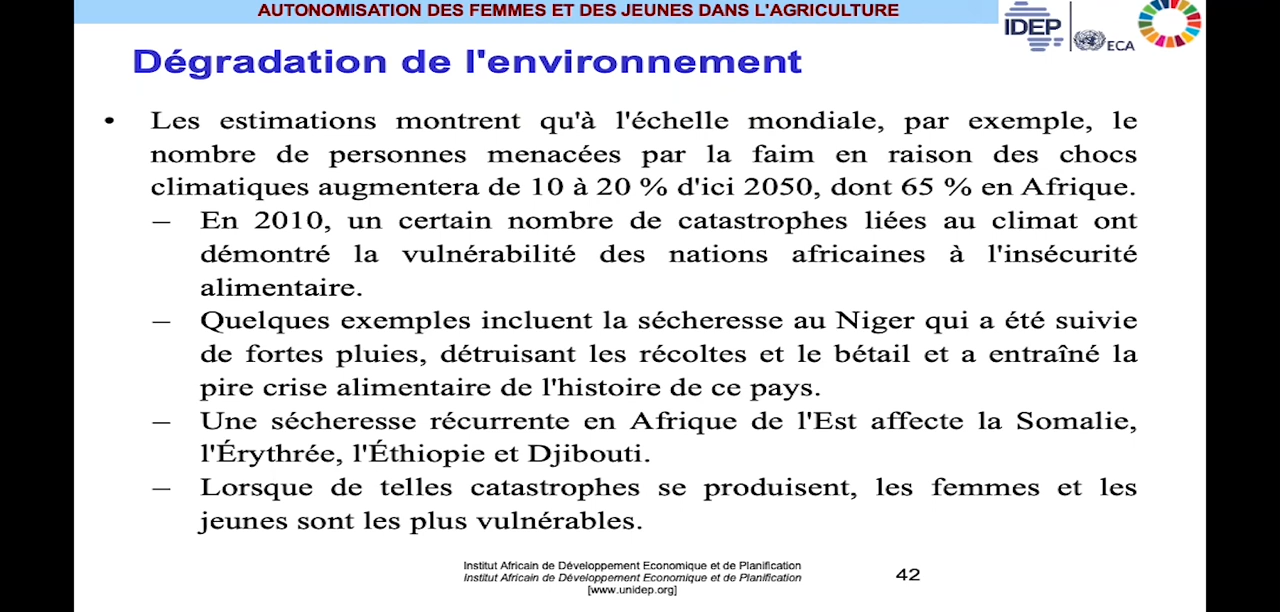 AUTONOMISATION DES FEMMES ET DES JEUNES DANS L'AGRICULTURE
IDEP
ECA
Dégradation de l'environnement
• Les estimations montrent qu'à l'échelle mondiale, par exemple, le
nombre de personnes menacées par la faim en raison des chocs
climatiques augmentera de 10 à 20 % d'ici 2050, dont 65 % en Afrique.
– En 2010, un certain nombre de catastrophes liées au climat ont
démontré la vulnérabilité des nations africaines à l'insécurité
alimentaire.
– Quelques exemples incluent la sécheresse au Niger qui a été suivie
de fortes pluies, détruisant les récoltes et le bétail et a entraîné la
pire crise alimentaire de l'histoire de ce pays.
– Une sécheresse récurrente en Afrique de l'Est affecte la Somalie,
l'Érythrée, l'Éthiopie et Djibouti.
– Lorsque de telles catastrophes se produisent, les femmes et les
jeunes sont les plus vulnérables.
Institut Africain de Développement Economique et de Planification
Institut Africain de Développement Economique et de Planification
[www.unidep.org]
42